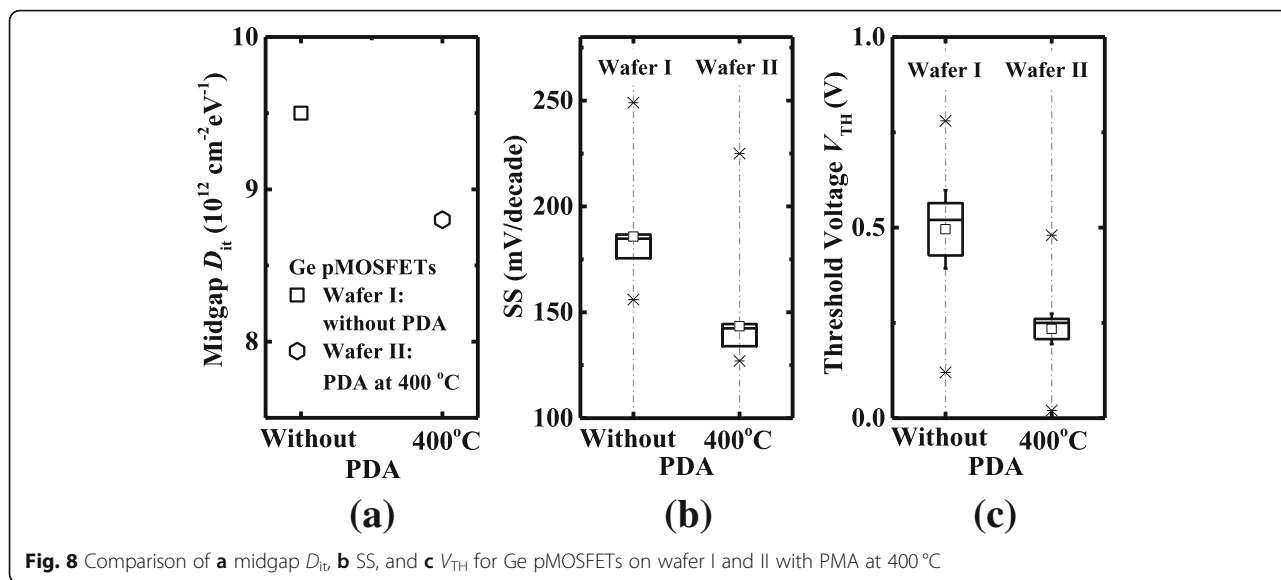 10
9
8
Midgap D_it (10^12 cm^-2 eV^-1)
Ge pMOSFETs
Wafer I:
without PDA
Wafer II:
PDA at 400 °C
Without 400°C
PDA
(a)
250
200
150
100
SS (mV/decade)
Wafer I Wafer II
Without 400°C
PDA
(b)
1.0
0.5
0.0
Threshold Voltage V_TH (V)
Wafer I Wafer II
Without 400°C
PDA
(c)
Fig. 8 Comparison of a midgap D_it, b SS, and c V_TH for Ge pMOSFETs on wafer I and II with PMA at 400 °C